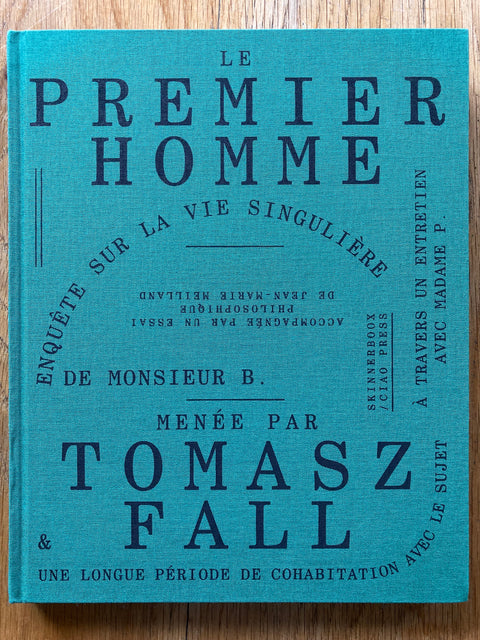 LE
PREMIER
HOMME
ENQUÊTE SUR LA VIE SINGULIÈRE
DE MONSIEUR B.
ACCOMPAGNÉE PAR UN ESSAI
PHILOSOPHIQUE
DE JEAN-MARIE MEILLAND
SKINNERBOOX
/CIAO PRESS
À TRAVERS UN ENTRETIEN
AVEC MADAME P.
MENÉE PAR
TOMASZ
FALL
&
UNE LONGUE PÉRIODE DE COHABITATION AVEC LE SUJET